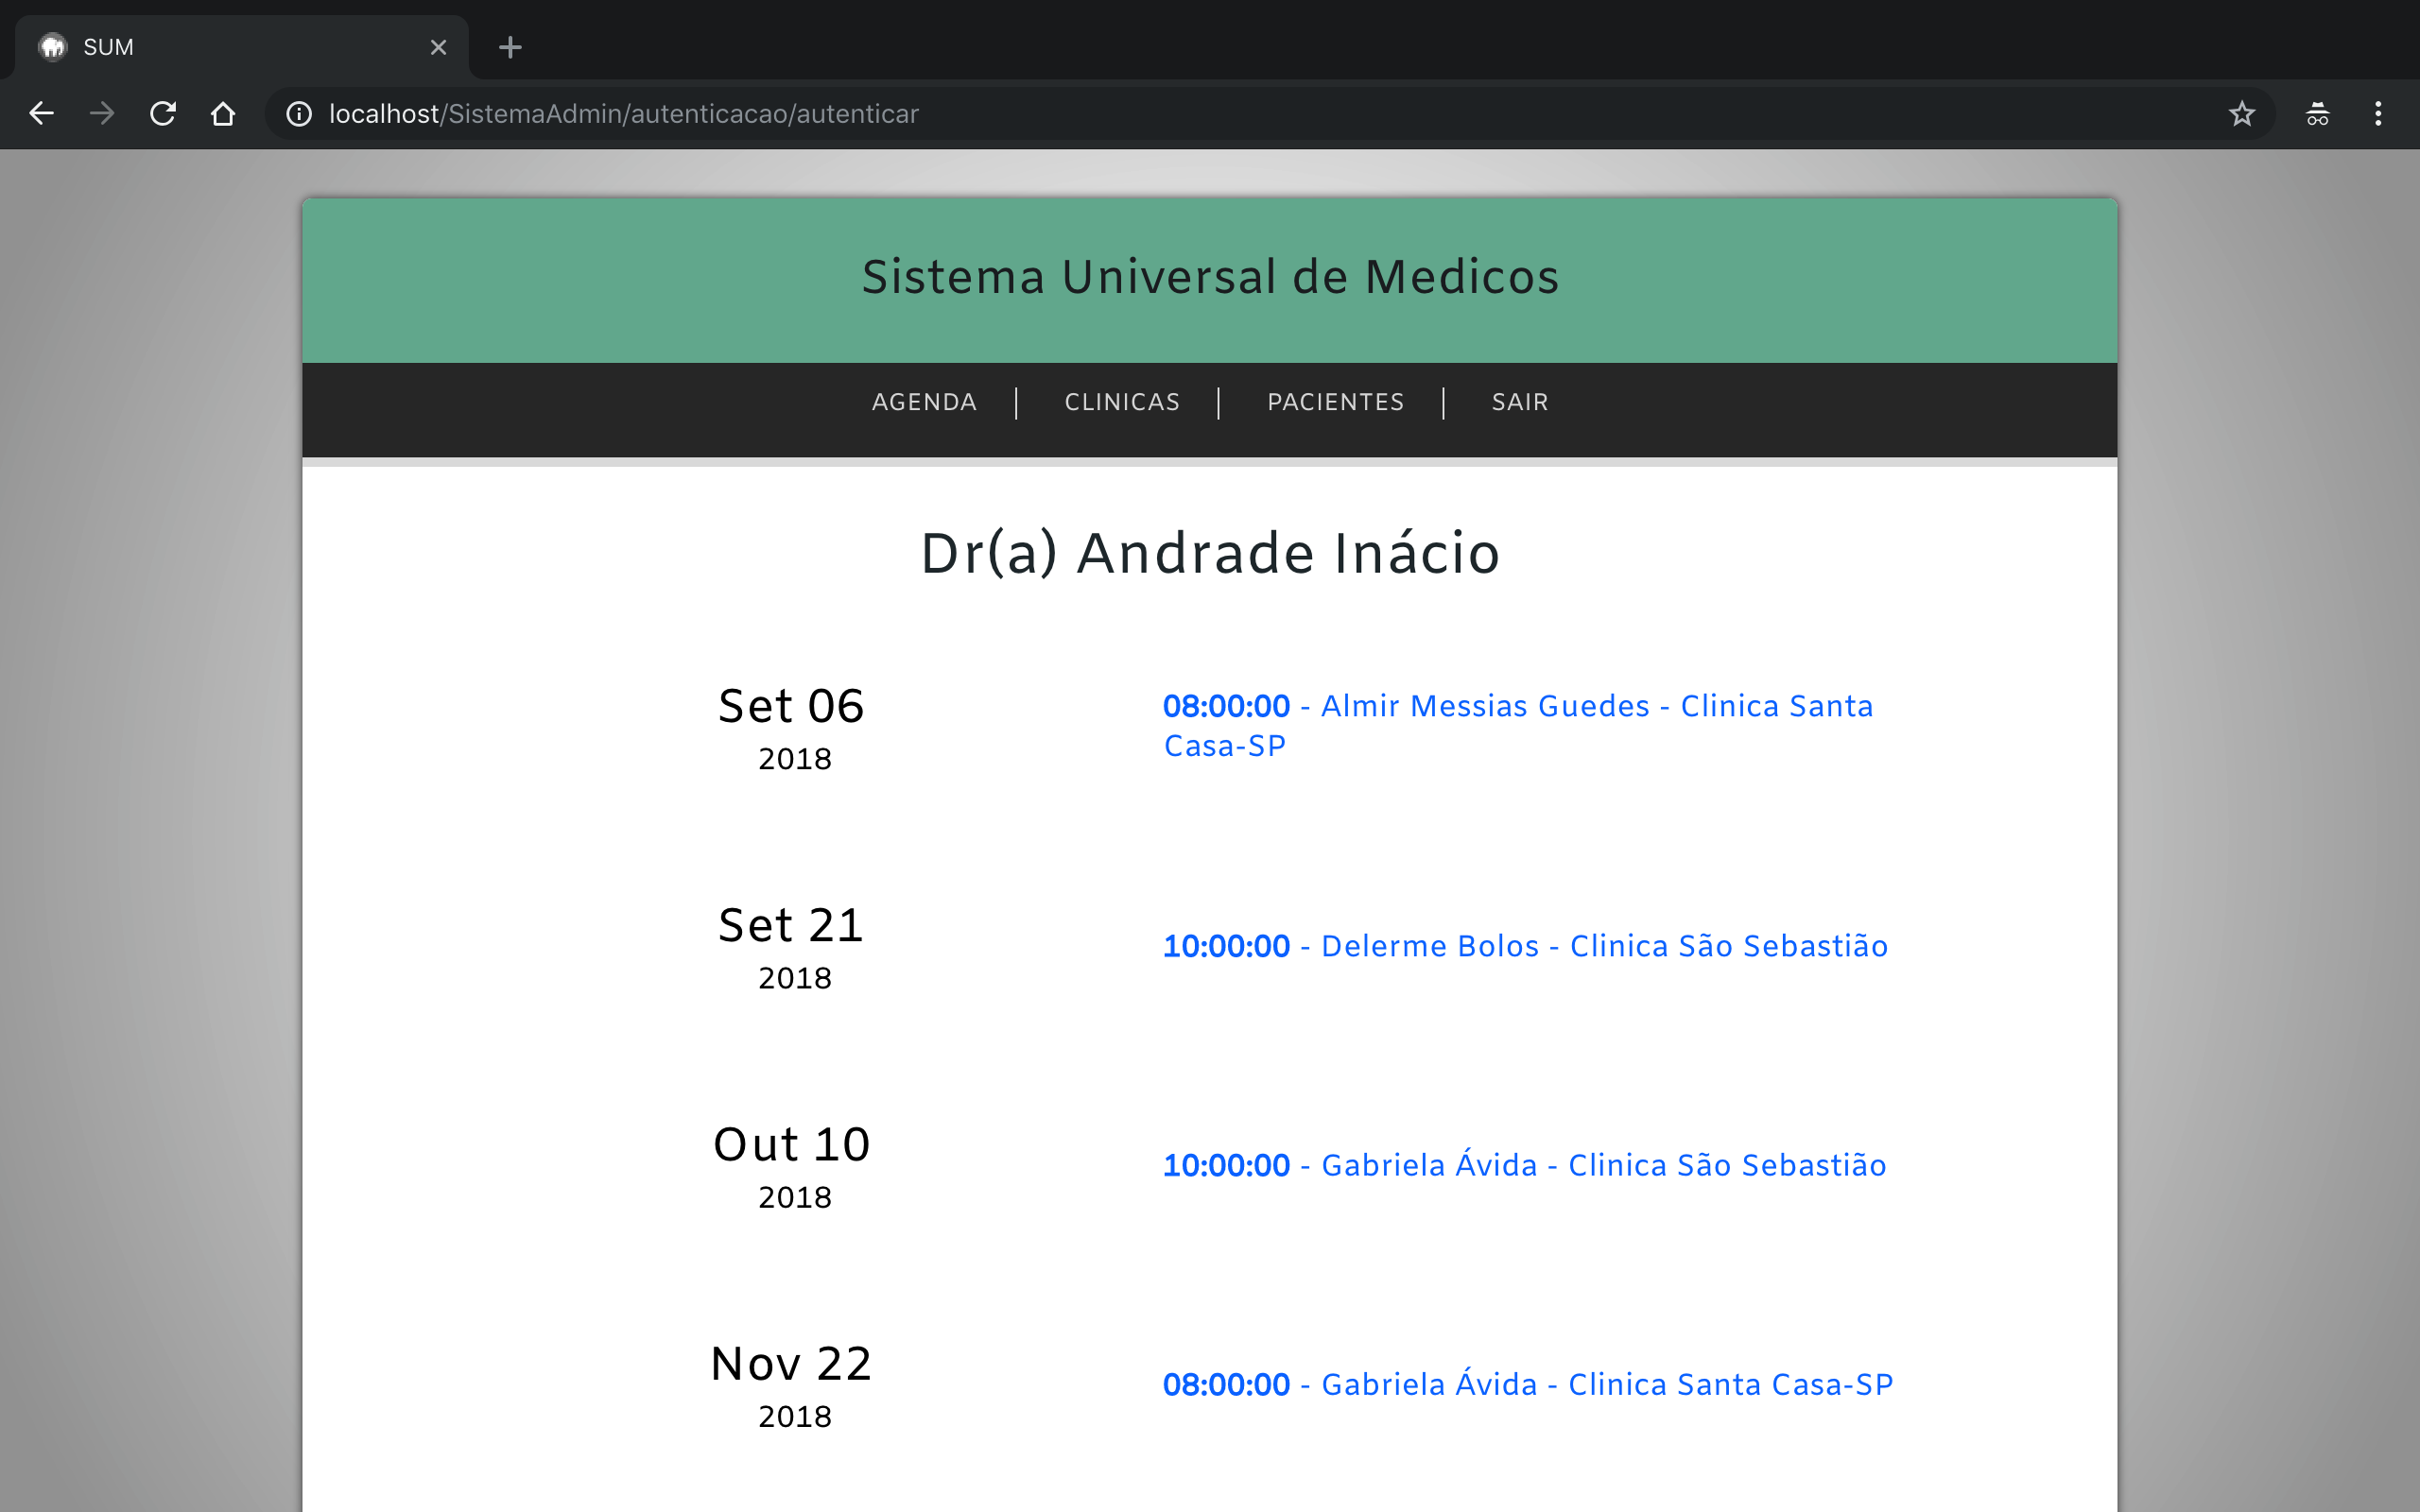 SUM
localhost/SistemaAdmin/autenticacao/autenticar
Sistema Universal de Medicos
AGENDA
CLINICAS
PACIENTES
SAIR
Dr(a) Andrade Inácio
Set 06
2018
08:00:00 - Almir Messias Guedes - Clinica Santa
Casa-SP
Set 21
2018
10:00:00 - Delerme Bolos - Clinica São Sebastião
Out 10
2018
10:00:00 - Gabriela Ávida - Clinica São Sebastião
Nov 22
2018
08:00:00 - Gabriela Ávida - Clinica Santa Casa-SP